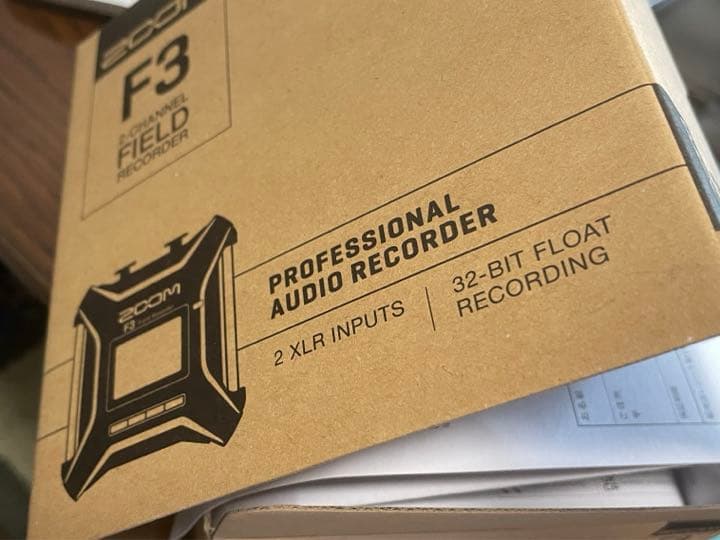 ZOOM
F3
2-CHANNEL
FIELD
RECORDER
PROFESSIONAL
AUDIO RECORDER
2 XLR INPUTS
32-BIT FLOAT
RECORDING
ZOOM
F3